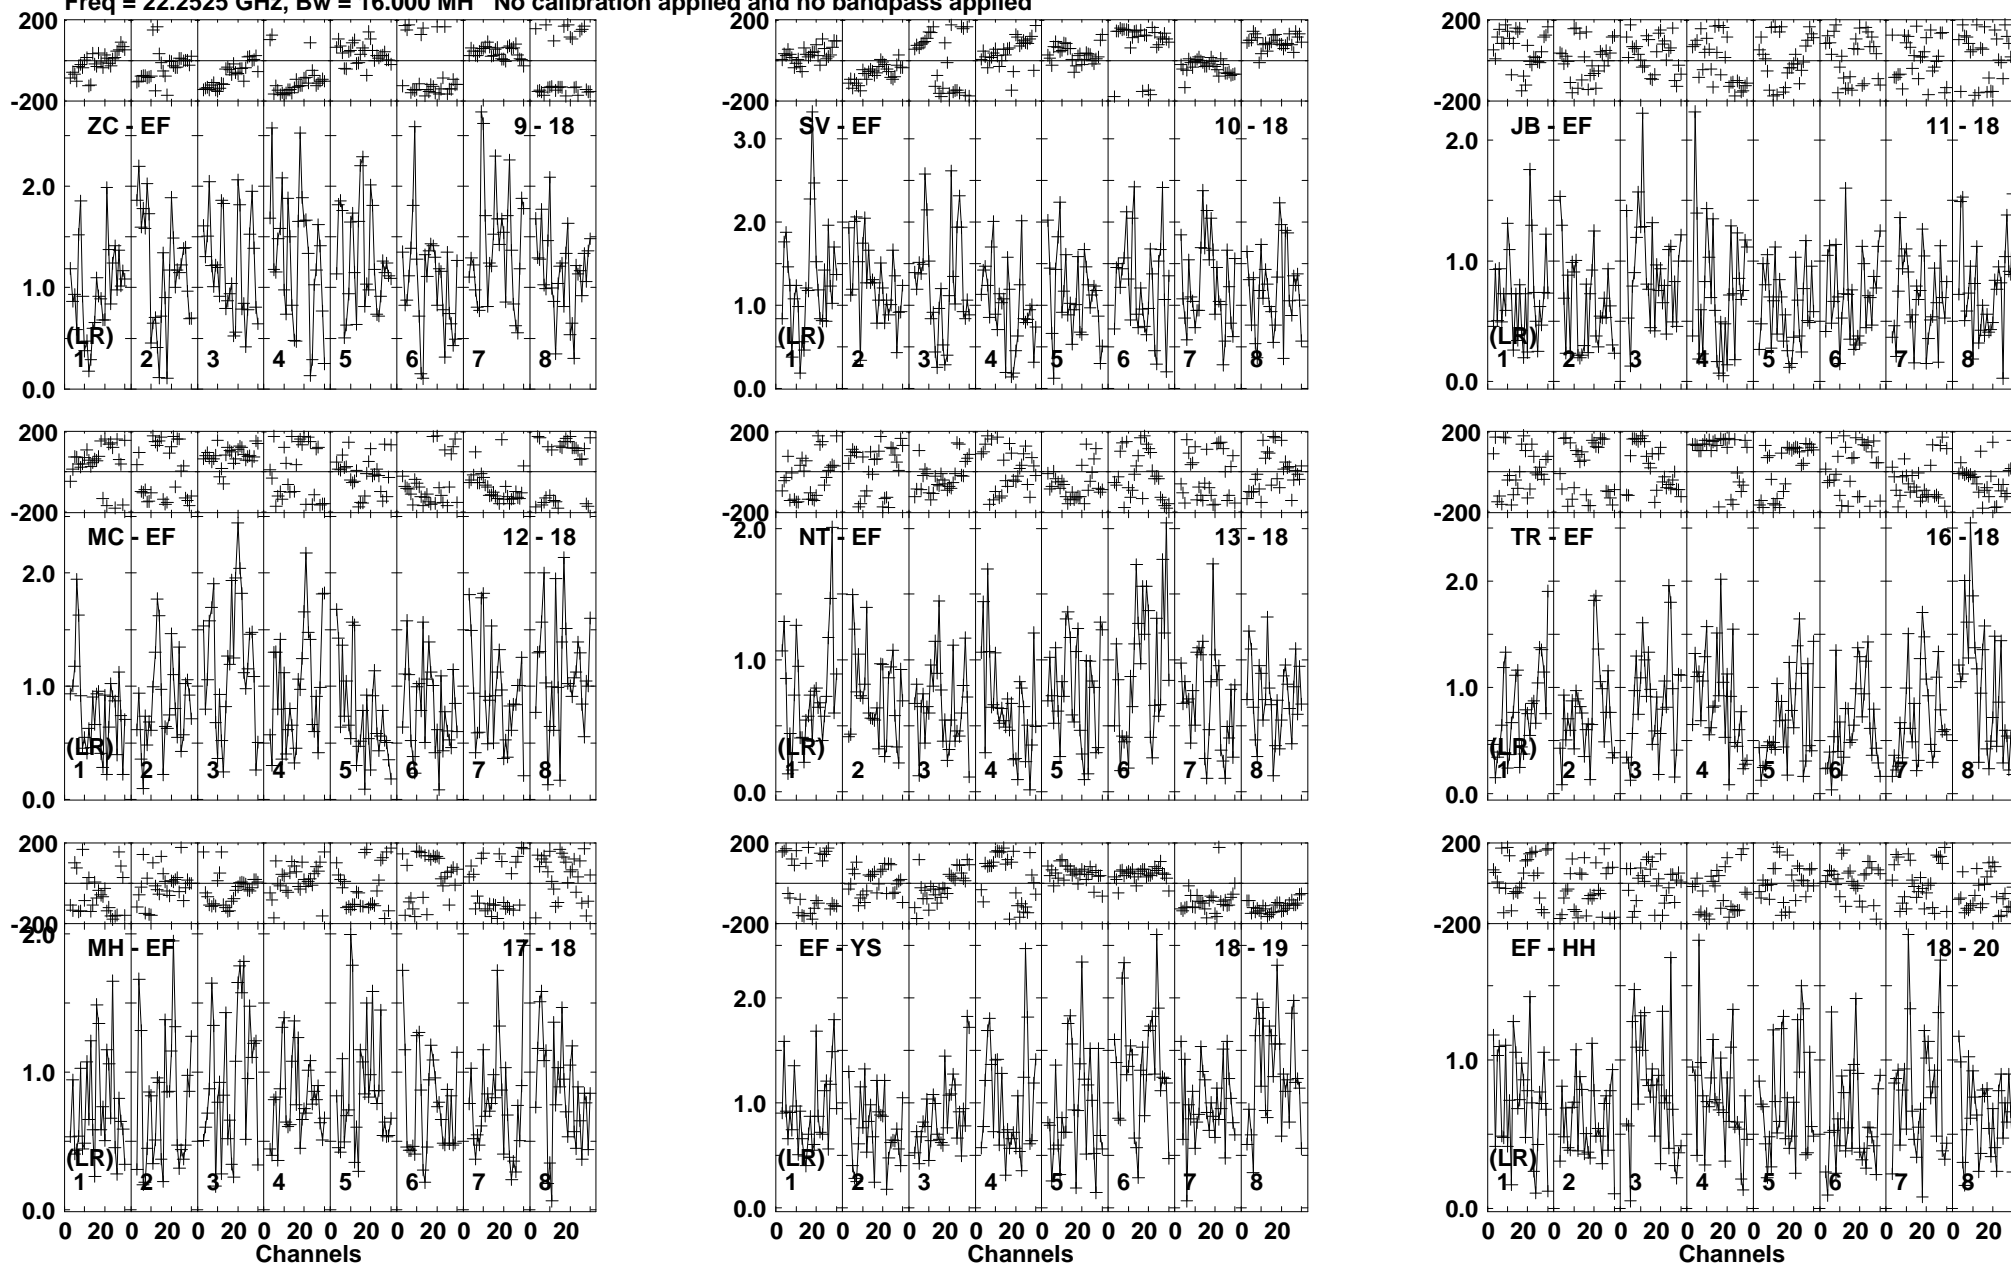 Freq = 22.2525 GHz, Bw = 16.000 MH No calibration applied and no bandpass applied
200 200 200
-200 -200 -200
ZC - EF 9 - 18 SV - EF 10 - 18 JB - EF 11 - 18
3.0
2.0 2.0 2.0
1.0 1.0 1.0
(LR) (LR) (LR)
1 2 3 4 5 6 7 8 1 2 3 4 5 6 7 8 1 2 3 4 5 6 7 8
0.0 0.0 0.0
200 200 200
-200 -200 -200
MC - EF 12 - 18 NT - EF 13 - 18 TR - EF 16 - 18
2.0 2.0 2.0
1.0 1.0 1.0
(LR) (LR) (LR)
1 2 3 4 5 6 7 8 1 2 3 4 5 6 7 8 1 2 3 4 5 6 7 8
0.0 0.0 0.0
200 200 200
-200 -200 -200
MH - EF 17 - 18 EF - YS 18 - 19 EF - HH 18 - 20
2.0 2.0
1.0 1.0 1.0
(LR) (LR) (LR)
1 2 3 4 5 6 7 8 1 2 3 4 5 6 7 8 1 2 3 4 5 6 7 8
0.0 0.0 0.0
0 20 0 20 0 20 0 20 0 20 0 20 0 20 0 20 0 20 0 20 0 20 0 20 0 20 0 20 0 20 0 20 0 20 0 20 0 20 0 20 0 20 0 20 0 20 0 20
Channels Channels Channels